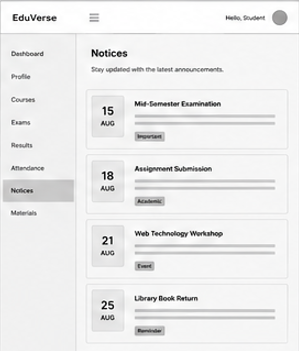 EduVerse
Hello, Student
Dashboard
Profile
Courses
Exams
Results
Attendance
Notices
Materials
Notices
Stay updated with the latest announcements.
15
AUG
Mid-Semester Examination
Important
18
AUG
Assignment Submission
Academic
21
AUG
Web Technology Workshop
Event
25
AUG
Library Book Return
Reminder